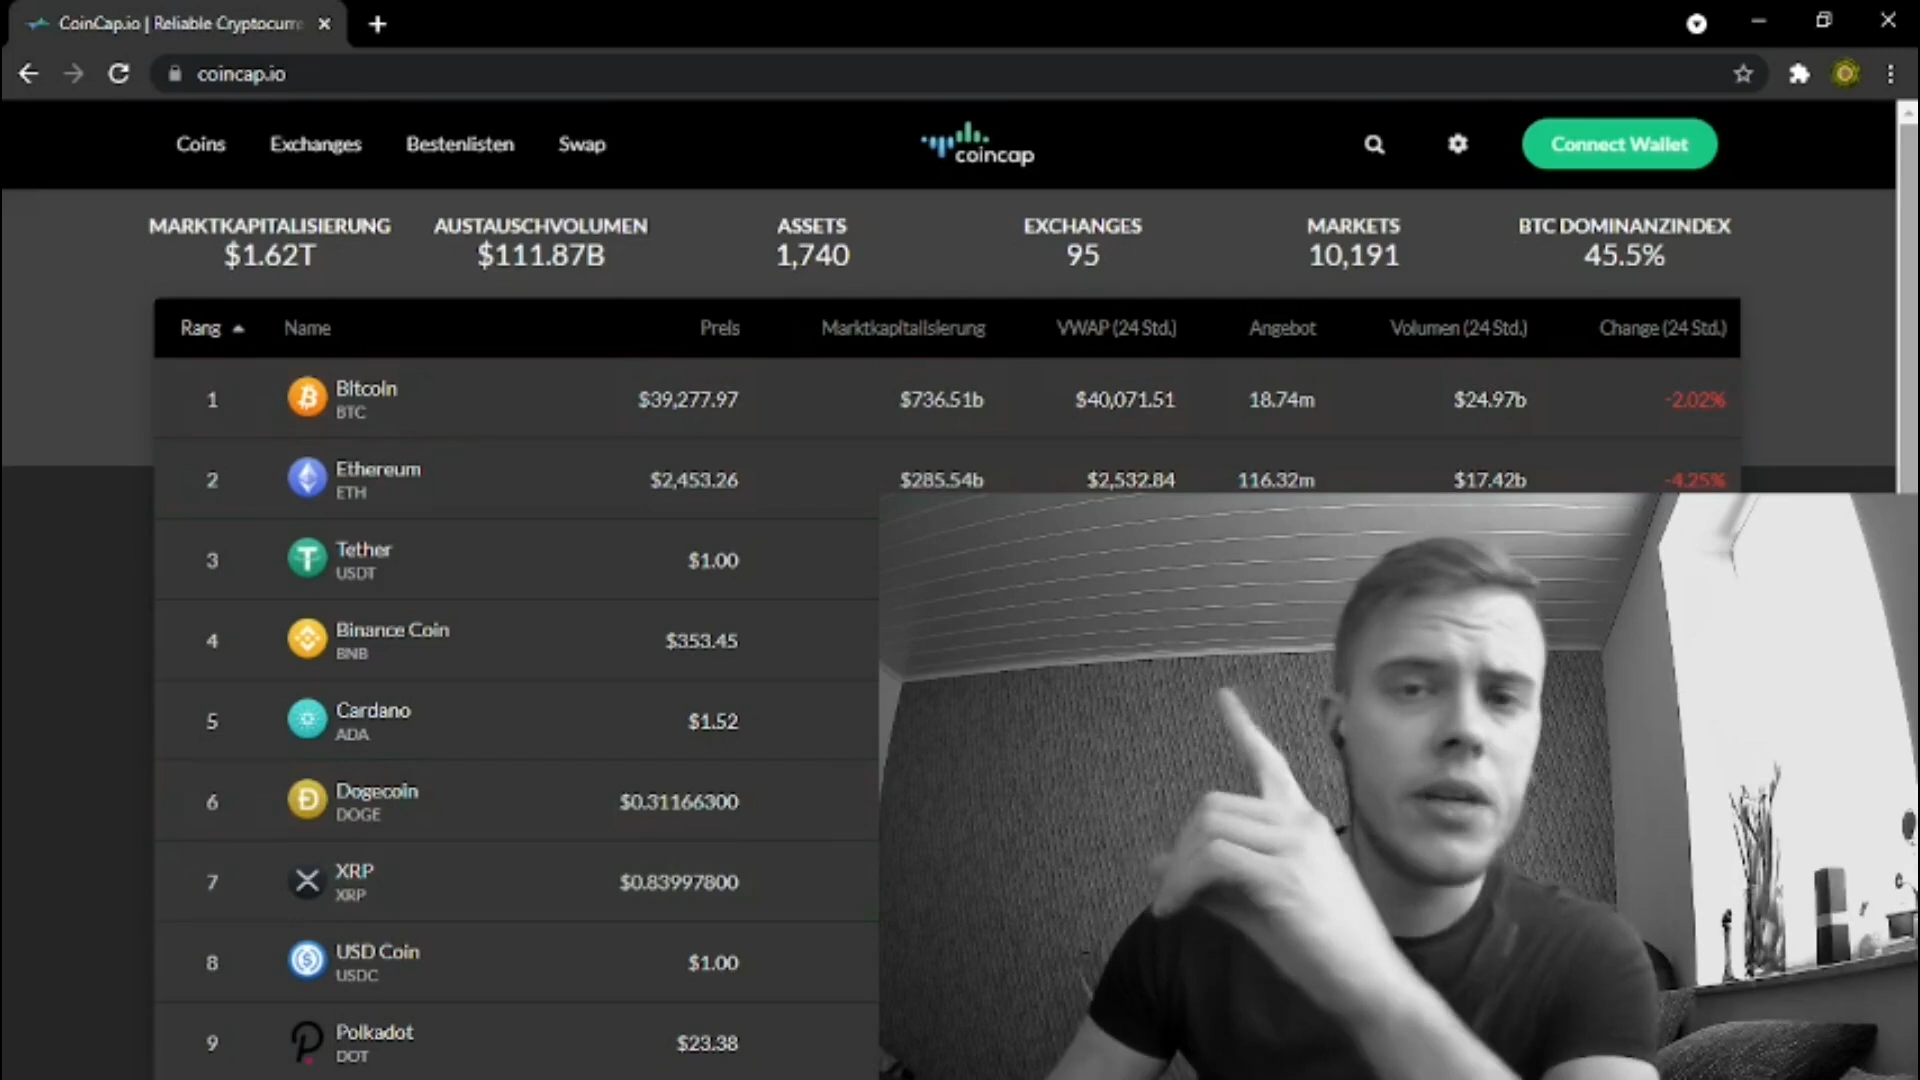 CoinCap.io | Reliable Cryptocurre
coincap.io
Coins Exchanges Bestenlisten Swap
coincap
Connect Wallet
MARKTKAPITALISIERUNG AUSTAUSCHVOLUMEN ASSETS EXCHANGES MARKETS BTC DOMINANZINDEX
$1.62T $111.87B 1,740 95 10,191 45.5%
Rang Name Preis Marktkapitalisierung VWAP (24 Std.) Angebot Volumen (24 Std.) Change (24 Std.)
1 Bitcoin $39,277.97 $736.51b $40,071.51 18.74m $24.97b -2.02%
BTC
2 Ethereum $2,453.26 $285.54b $2,532.84 116.32m $17.42b -4.25%
ETH
3 Tether $1.00
USDT
4 Binance Coin $353.45
BNB
5 Cardano $1.52
ADA
6 Dogecoin $0.31166300
DOGE
7 XRP $0.83997800
XRP
8 USD Coin $1.00
USDC
9 Polkadot $23.38
DOT